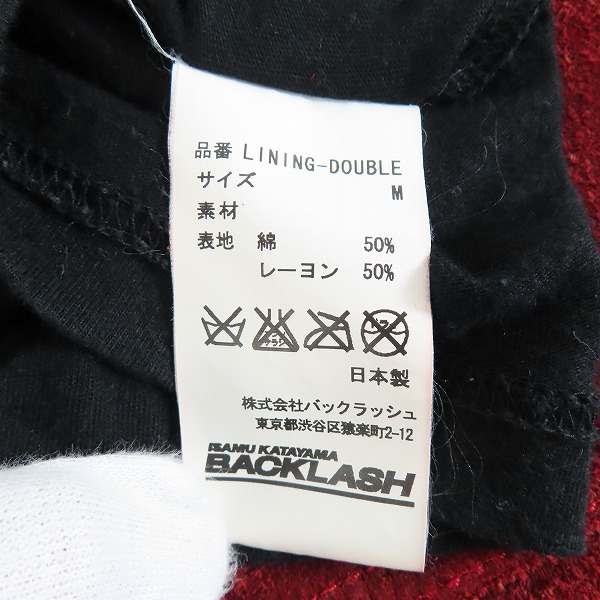 品番 LINING-DOUBLE
サイズ M
素材
表地 綿 50%
レーヨン 50%
日本製
株式会社バックラッシュ
東京都渋谷区猿楽町2-12
ISAMU KATAYAMA
BACKLASH